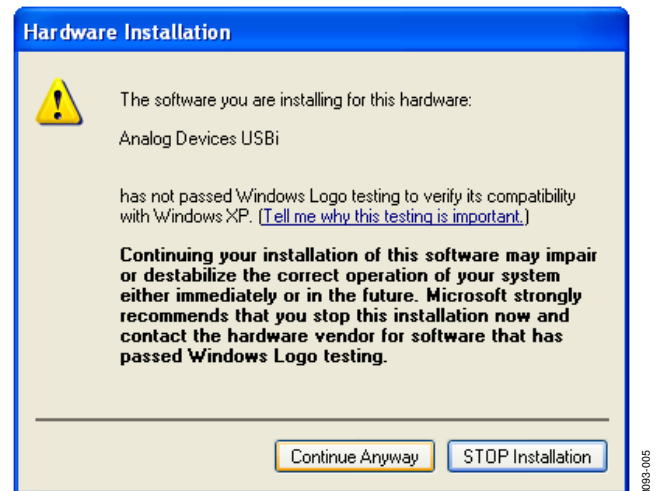 Hardware Installation
The software you are installing for this hardware:
Analog Devices USBi
has not passed Windows Logo testing to verify its compatibility
with Windows XP. (Tell me why this testing is important.)
Continuing your installation of this software may impair
or destabilize the correct operation of your system
either immediately or in the future. Microsoft strongly
recommends that you stop this installation now and
contact the hardware vendor for software that has
passed Windows Logo testing.
Continue Anyway
STOP Installation